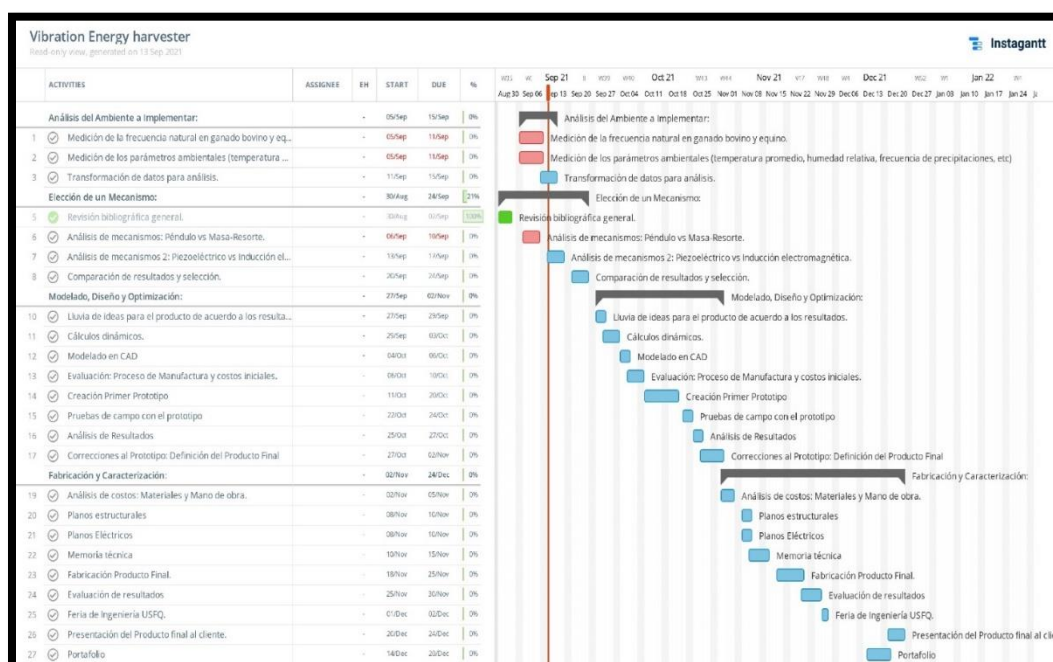 Vibration Energy harvester
Read-only view, generated on 13 Sep 2021
Instagantt
ACTIVITIES ASSIGNEE EH START DUE %
Sep 21 Oct 21 Nov 21 Dec 21 Jan 22
Aug 30 Sep 06 ep 13 Sep 20 Sep 27 Oct 04 Oct 11 Oct 18 Oct 25 Nov 01 Nov 08 Nov 15 Nov 22 Nov 29 Dec 06 Dec 13 Dec 20 Dec 27 Jan 03 Jan 10 Jan 17 Jan 24
Análisis del Ambiente a Implementar: - 05/Sep 15/Sep 0% Análisis del Ambiente a Implementar:
1 Medición de la frecuencia natural en ganado bovino y eq... - 05/Sep 11/Sep 0% Medición de la frecuencia natural en ganado bovino y equino.
2 Medición de los parámetros ambientales (temperatura ... - 05/Sep 11/Sep 0% Medición de los parámetros ambientales (temperatura promedio, humedad relativa, frecuencia de precipitaciones, etc)
3 Transformación de datos para análisis. - 11/Sep 15/Sep 0% Transformación de datos para análisis.
Elección de un Mecanismo: - 30/Aug 24/Sep 21% Elección de un Mecanismo:
5 Revisión bibliográfica general. - 30/Aug 100% Revisión bibliográfica general.
6 Análisis de mecanismos: Péndulo vs Masa-Resorte. - 06/Sep 10/Sep 0% Análisis de mecanismos: Péndulo vs Masa-Resorte.
7 Análisis de mecanismos 2: Piezoeléctrico vs Inducción el... - 13/Sep 17/Sep 0% Análisis de mecanismos 2: Piezoeléctrico vs Inducción electromagnética.
8 Comparación de resultados y selección. - 20/Sep 24/Sep 0% Comparación de resultados y selección.
Modelado, Diseño y Optimización: - 27/Sep 02/Nov 0% Modelado, Diseño y Optimización:
10 Lluvia de ideas para el producto de acuerdo a los resulta... - 27/Sep 29/Sep 0% Lluvia de ideas para el producto de acuerdo a los resultados.
11 Cálculos dinámicos. - 29/Sep 03/Oct 0% Cálculos dinámicos.
12 Modelado en CAD - 04/Oct 06/Oct 0% Modelado en CAD
13 Evaluación: Proceso de Manufactura y costos iniciales. - 06/Oct 10/Oct 0% Evaluación: Proceso de Manufactura y costos iniciales.
14 Creación Primer Prototipo - 11/Oct 20/Oct 0% Creación Primer Prototipo
15 Pruebas de campo con el prototipo - 22/Oct 24/Oct 0% Pruebas de campo con el prototipo
16 Análisis de Resultados - 25/Oct 27/Oct 0% Análisis de Resultados
17 Correcciones al Prototipo: Definición del Producto Final - 27/Oct 02/Nov 0% Correcciones al Prototipo: Definición del Producto Final
Fabricación y Caracterización: - 02/Nov 24/Dec 0% Fabricación y Caracterización:
19 Análisis de costos: Materiales y Mano de obra. - 02/Nov 05/Nov 0% Análisis de costos: Materiales y Mano de obra.
20 Planos estructurales - 08/Nov 10/Nov 0% Planos estructurales
21 Planos Eléctricos - 08/Nov 10/Nov 0% Planos Eléctricos
22 Memoria técnica - 10/Nov 15/Nov 0% Memoria técnica
23 Fabricación Producto Final. - 18/Nov 25/Nov 0% Fabricación Producto Final.
24 Evaluación de resultados - 25/Nov 30/Nov 0% Evaluación de resultados
25 Feria de Ingeniería USFQ. - 01/Dec 02/Dec 0% Feria de Ingeniería USFQ.
26 Presentación del Producto final al cliente. - 20/Dec 24/Dec 0% Presentación del Producto final al
27 Portafolio - 14/Dec 20/Dec 0% Portafolio